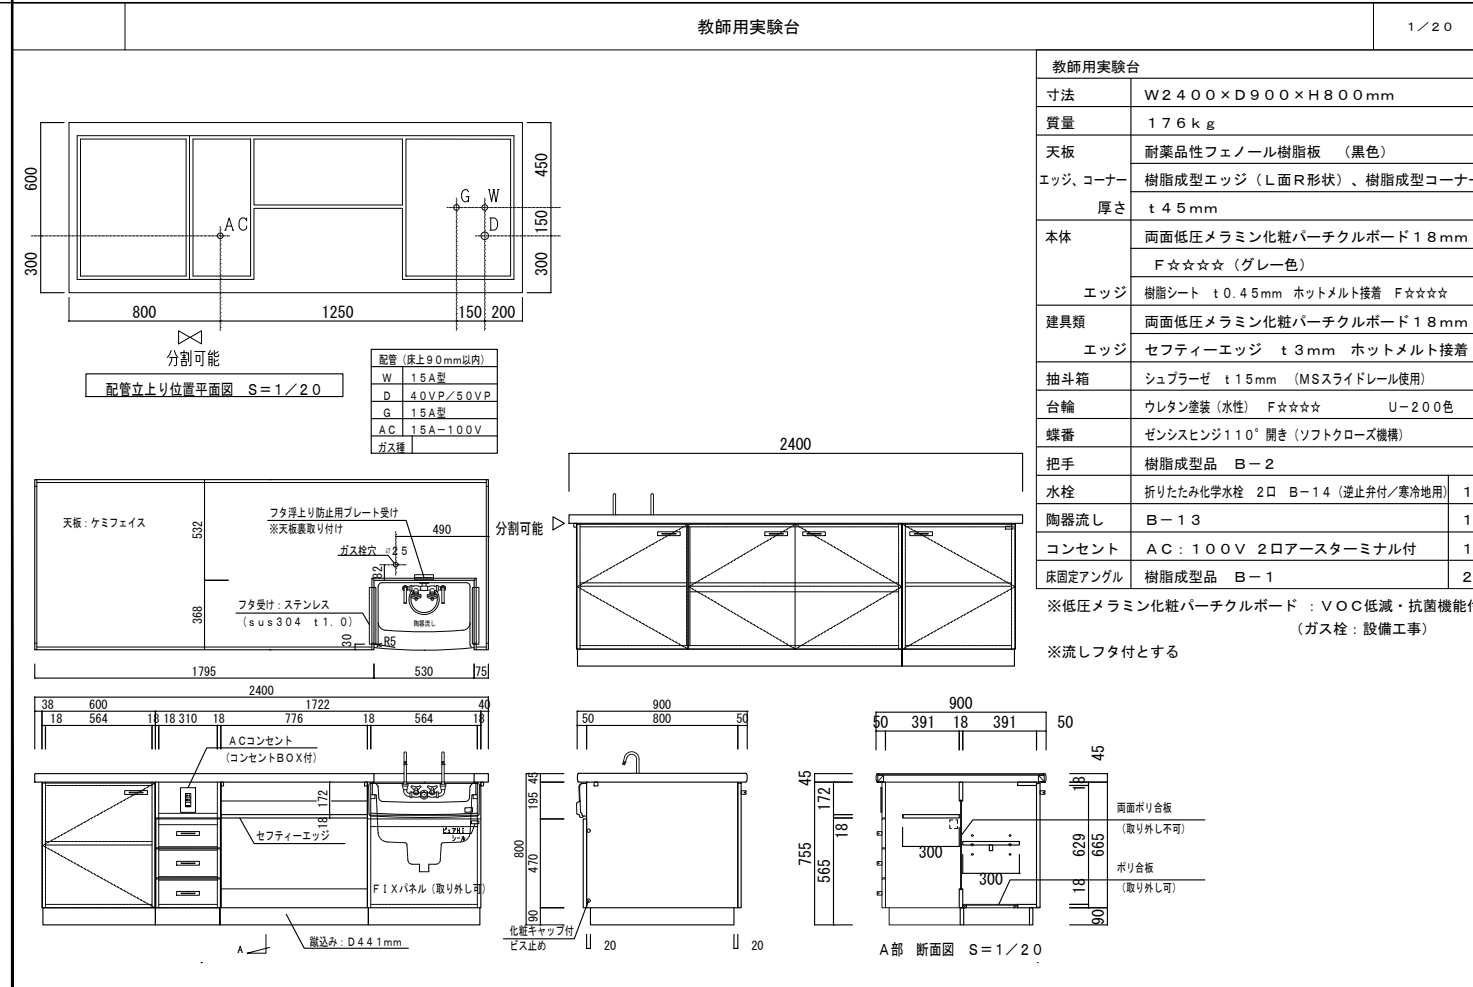 教師用実験台
1/20
600
300
450
150
300
AC
G
W
D
800
1250
150
200
分割可能
配管立上り位置平面図 S=1/20
配管(床上90mm以内)
W 15A型
D 40VP/50VP
G 15A型
AC 15A-100V
ガス種
教師用実験台
寸法 W2400×D900×H800mm
質量 176kg
天板 耐薬品性フェノール樹脂板 (黒色)
エッジ、コーナー 樹脂成型エッジ(L面R形状)、樹脂成型コーナー
厚さ t45mm
本体 両面低圧メラミン化粧パーチクルボード18mm
F☆☆☆☆(グレー色)
エッジ 樹脂シート t0.45mm ホットメルト接着 F☆☆☆☆
建具類 両面低圧メラミン化粧パーチクルボード18mm
エッジ セフティーエッジ t3mm ホットメルト接着
抽斗箱 シュプラーゼ t15mm (MSスライドレール使用)
台輪 ウレタン塗装(水性) F☆☆☆☆ U-200色
蝶番 ゼンシスヒンジ110°開き(ソフトクローズ機構)
把手 樹脂成型品 B-2
水栓 折りたたみ化学水栓 2口 B-14(逆止弁付/寒冷地用) 1
陶器流し B-13 1
コンセント AC:100V 2口アースターミナル付 1
床固定アングル 樹脂成型品 B-1 2
※低圧メラミン化粧パーチクルボード :VOC低減・抗菌機能付
(ガス栓:設備工事)
※流しフタ付とする
天板:ケミフェイス
532
368
フタ浮上り防止用プレート受け
※天板裏取り付け
490
ガス栓穴 ⌀25
82
フタ受け:ステンレス
(sus304 t1.0)
30
R5
陶器流し
1795
530
75
2400
分割可能
2400
38
600
1722
40
18
564
18
18
310
18
776
18
564
18
ACコンセント
(コンセントBOX付)
172
18
セフティーエッジ
ピュアHi
シール
FIXパネル(取り外し可)
蹴込み:D441mm
A
900
50
800
50
45
195
800
470
90
化粧キャップ付
ビス止め
20
20
900
50
391
18
391
50
45
172
18
755
565
300
300
45
18
629
665
18
90
両面ポリ合板
(取り外し不可)
ポリ合板
(取り外し可)
A部 断面図 S=1/20